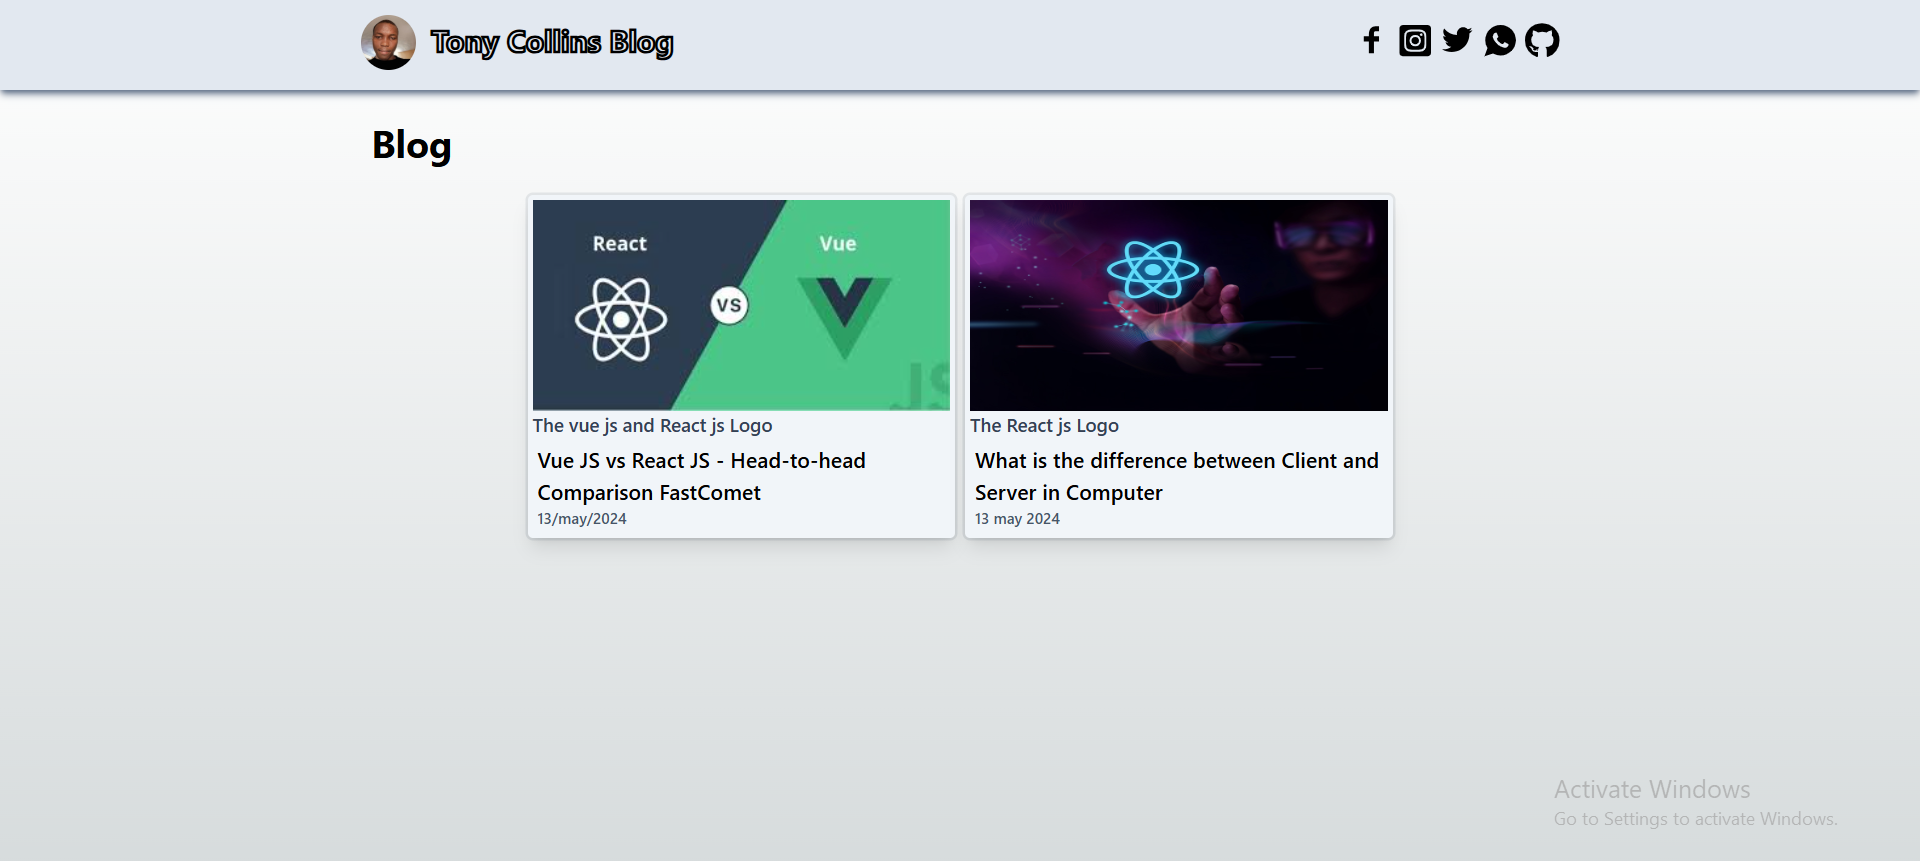 Tony Collins Blog
Blog
React
Vue
VS
JS
The vue js and React js Logo
Vue JS vs React JS - Head-to-head
Comparison FastComet
13/may/2024
The React js Logo
What is the difference between Client and
Server in Computer
13 may 2024
Activate Windows
Go to Settings to activate Windows.